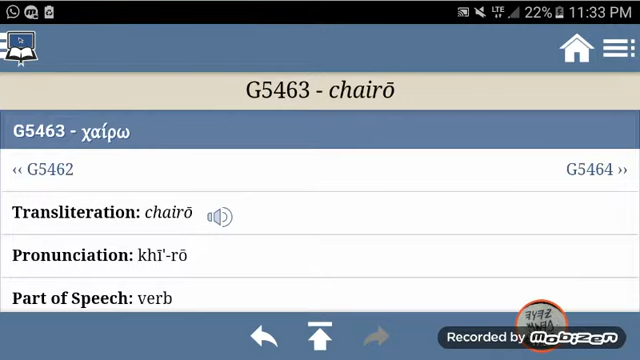 LTE 22% 11:33 PM
G5463 - chairō
G5463 - χαίρω
‹‹ G5462 G5464 ››
Transliteration: chairō
Pronunciation: khī'-rō
Part of Speech: verb
Recorded by mobizen